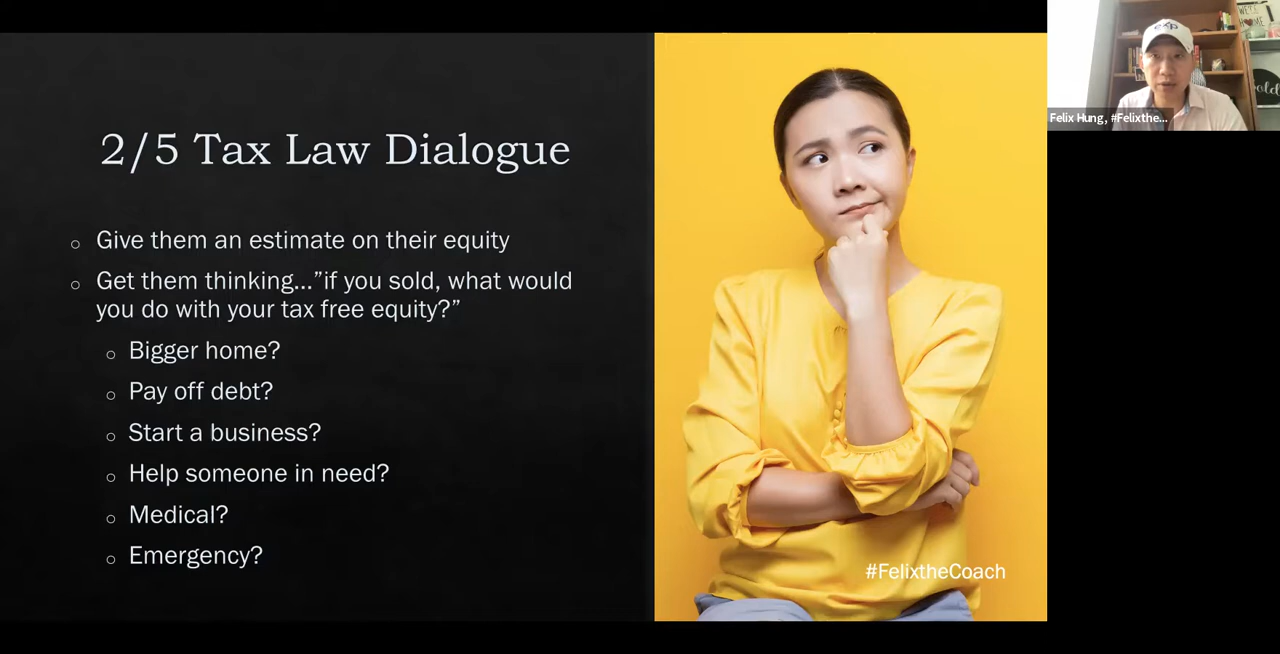 2/5 Tax Law Dialogue
Give them an estimate on their equity
Get them thinking...”if you sold, what would
you do with your tax free equity?”
Bigger home?
Pay off debt?
Start a business?
Help someone in need?
Medical?
Emergency?
#FelixtheCoach
eXp
Felix Hung, #Felixthe...